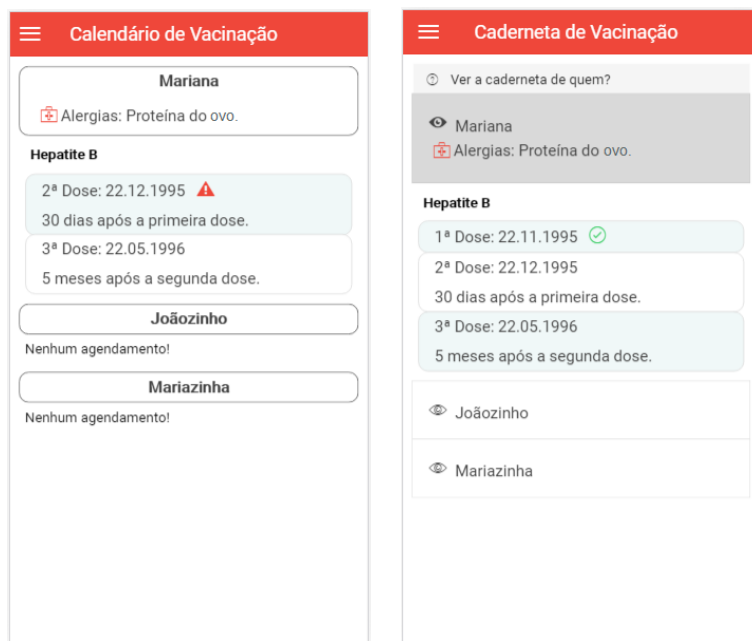 Calendário de Vacinação
Mariana
Alergias: Proteína do ovo.
Hepatite B
2ª Dose: 22.12.1995
30 dias após a primeira dose.
3ª Dose: 22.05.1996
5 meses após a segunda dose.
Joãozinho
Nenhum agendamento!
Mariazinha
Nenhum agendamento!
Caderneta de Vacinação
Ver a caderneta de quem?
Mariana
Alergias: Proteína do ovo.
Hepatite B
1ª Dose: 22.11.1995
2ª Dose: 22.12.1995
30 dias após a primeira dose.
3ª Dose: 22.05.1996
5 meses após a segunda dose.
Joãozinho
Mariazinha